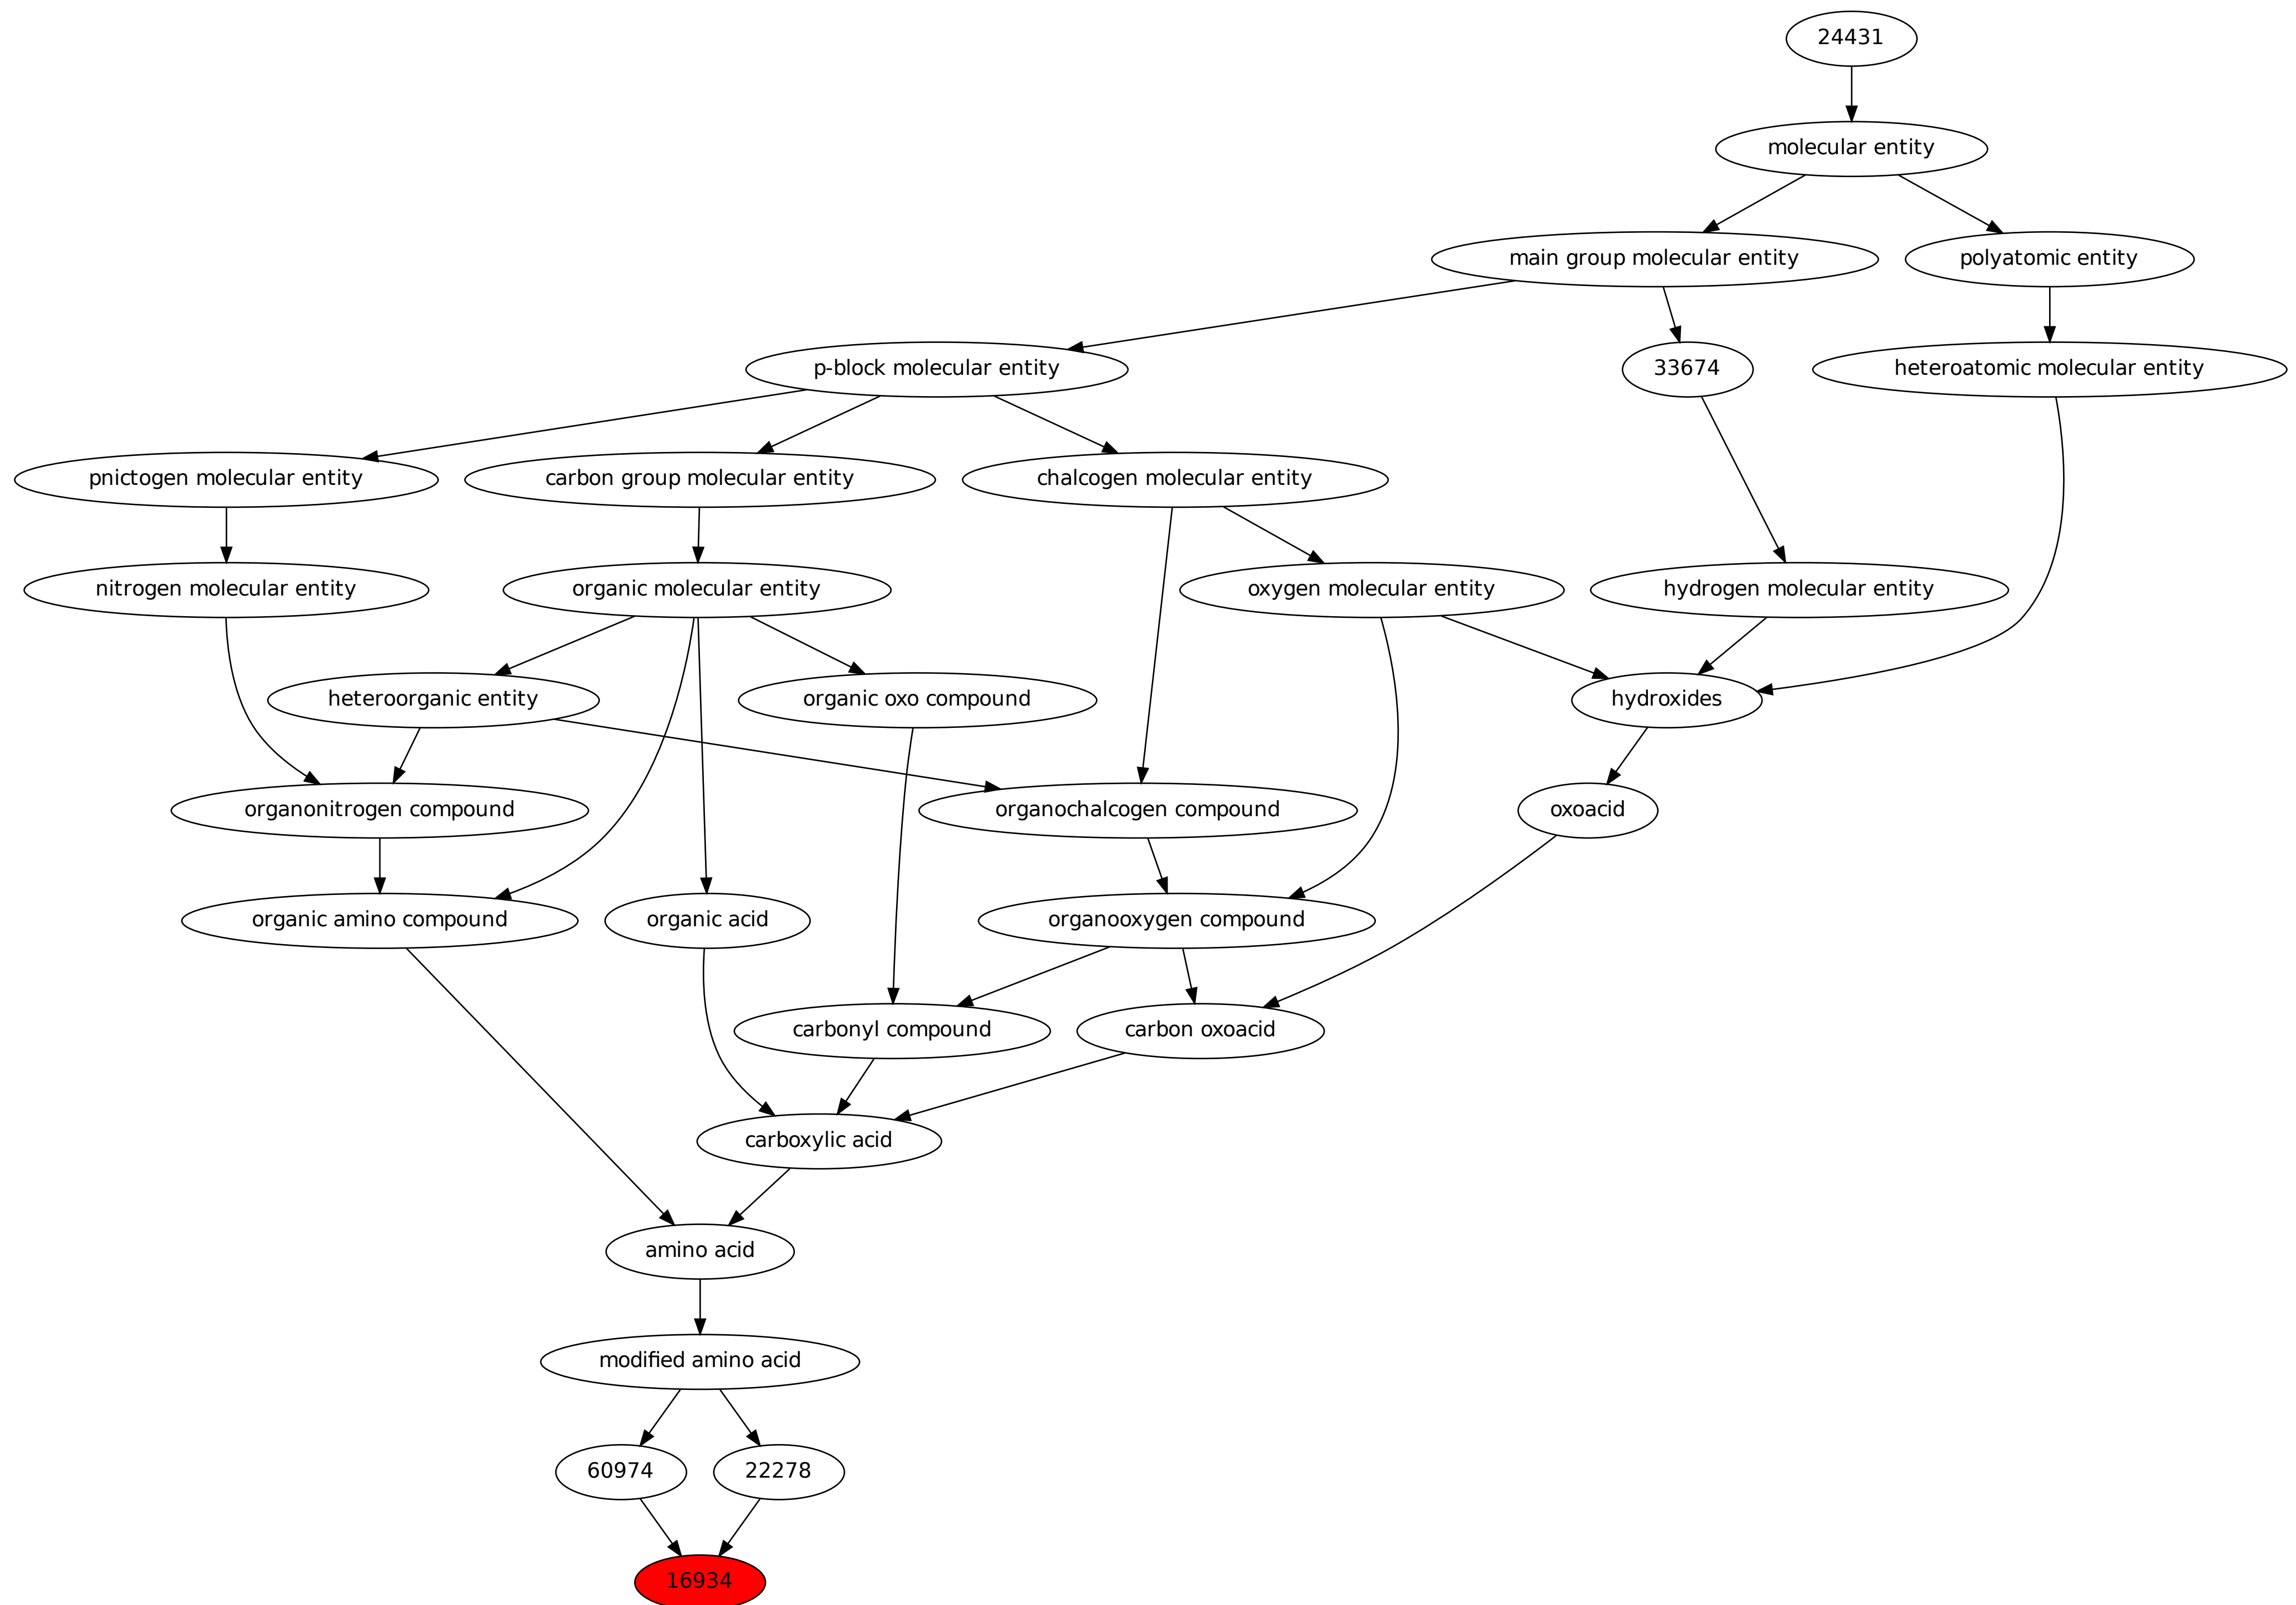 24431
molecular entity
main group molecular entity
polyatomic entity
p-block molecular entity
33674
heteroatomic molecular entity
pnictogen molecular entity
carbon group molecular entity
chalcogen molecular entity
nitrogen molecular entity
organic molecular entity
oxygen molecular entity
hydrogen molecular entity
heteroorganic entity
organic oxo compound
hydroxides
organonitrogen compound
organochalcogen compound
oxoacid
organic amino compound
organic acid
organooxygen compound
carbonyl compound
carbon oxoacid
carboxylic acid
amino acid
modified amino acid
60974
22278
16934